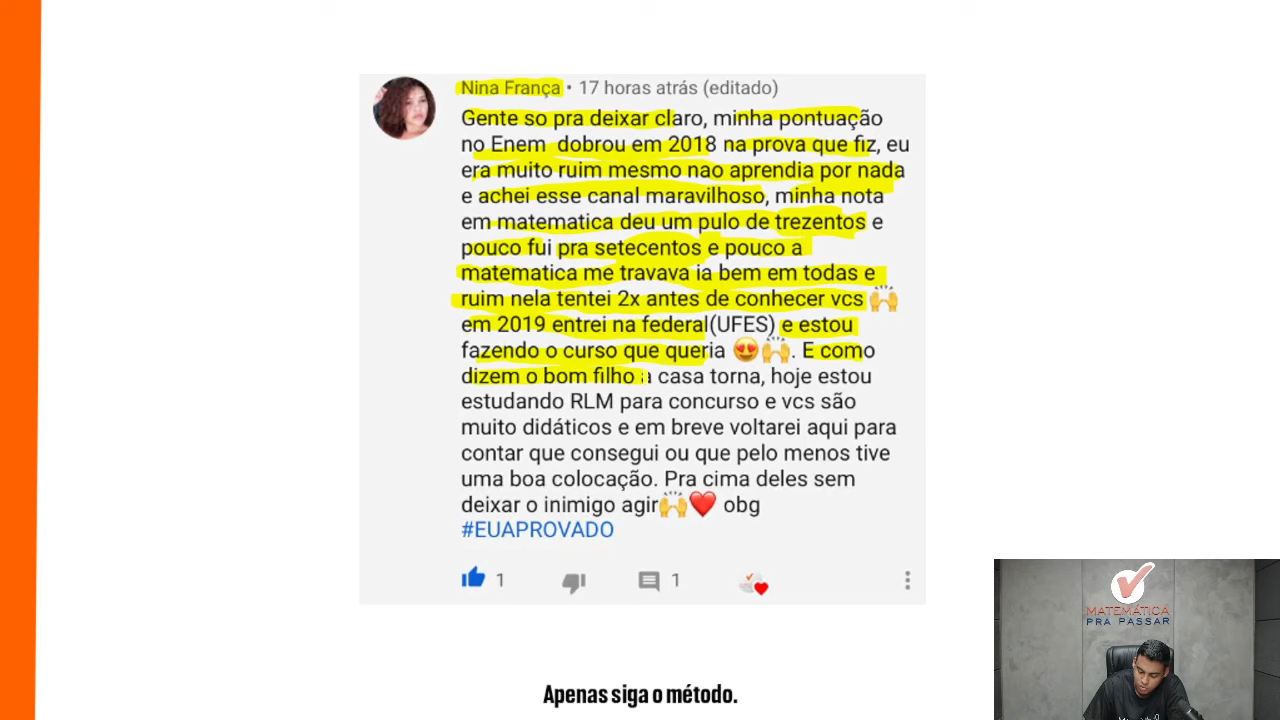 Nina França • 17 horas atrás (editado)
Gente so pra deixar claro, minha pontuação
no Enem dobrou em 2018 na prova que fiz, eu
era muito ruim mesmo nao aprendia por nada
e achei esse canal maravilhoso, minha nota
em matematica deu um pulo de trezentos e
pouco fui pra setecentos e pouco a
matematica me travava ia bem em todas e
ruim nela tentei 2x antes de conhecer vcs 🙌
em 2019 entrei na federal(UFES) e estou
fazendo o curso que queria 😍🙌. E como
dizem o bom filho a casa torna, hoje estou
estudando RLM para concurso e vcs são
muito didáticos e em breve voltarei aqui para
contar que consegui ou que pelo menos tive
uma boa colocação. Pra cima deles sem
deixar o inimigo agir🙌❤️ obg
#EUAPROVADO
1 1
MATEMÁTICA
PRA PASSAR
Apenas siga o método.